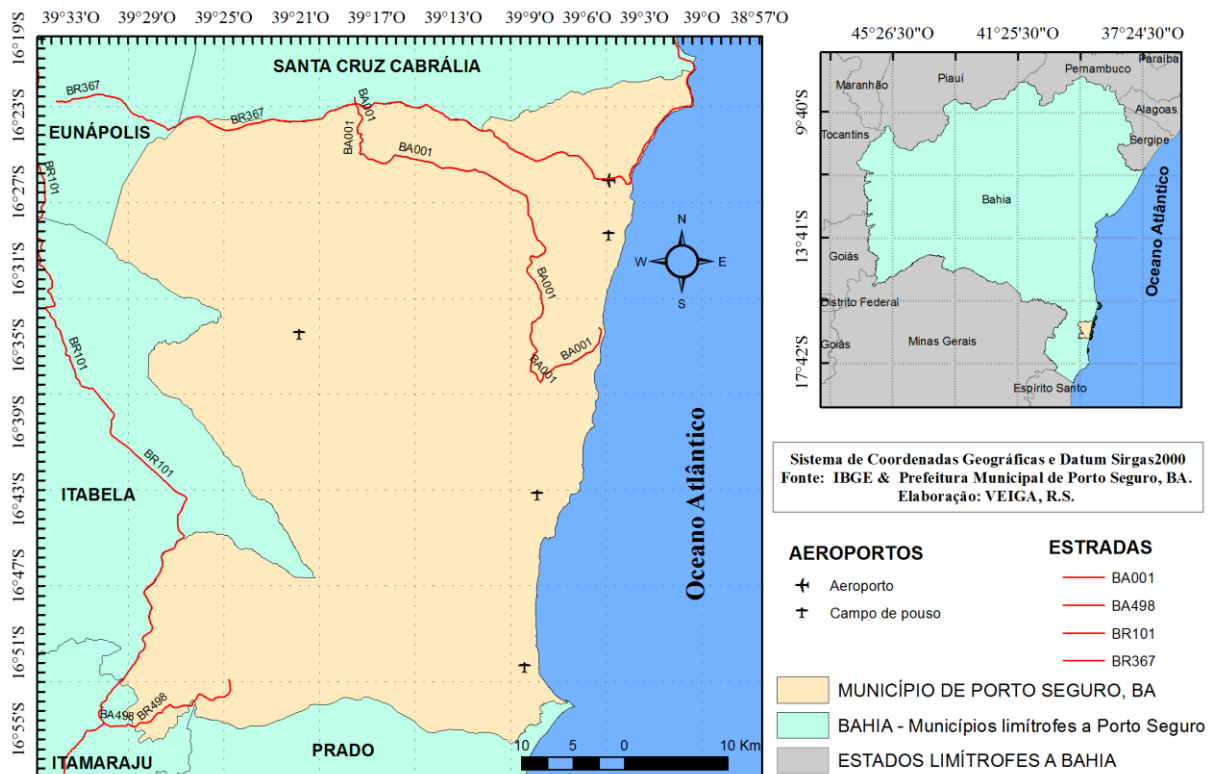 39°33'O 39°29'O 39°25'O 39°21'O 39°17'O 39°13'O 39°9'O 39°6'O 39°3'O 38°57'O
16°19'S
16°23'S
16°27'S
16°31'S
16°35'S
16°39'S
16°43'S
16°47'S
16°51'S
16°55'S
SANTA CRUZ CABRÁLIA
BR367
BR367
BA001
BA001
BA001
EUNÁPOLIS
BR101
N
W E
S
BA001
BA001
BA001
BR101
BR101
ITABELA
Oceano Atlântico
BA498
BR498
PRADO
ITAMARAJU
10 5 0 10 Km
45°26'30"O 41°25'30"O 37°24'30"O
9°40'S
13°41'S
17°42'S
Maranhão
Piauí
Pernambuco
Paraíba
Alagoas
Sergipe
Tocantins
Bahia
Oceano Atlântico
Goiás
Distrito Federal
Goiás
Minas Gerais
Espírito Santo
Sistema de Coordenadas Geográficas e Datum Sirgas2000
Fonte: IBGE & Prefeitura Municipal de Porto Seguro, BA.
Elaboração: VEIGA, R.S.
AEROPORTOS
Aeroporto
Campo de pouso
ESTRADAS
BA001
BA498
BR101
BR367
MUNICÍPIO DE PORTO SEGURO, BA
BAHIA - Municípios limítrofes a Porto Seguro
ESTADOS LIMÍTROFES A BAHIA